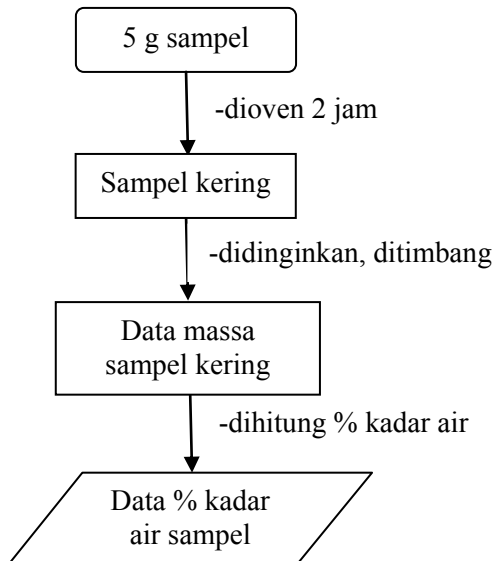 5 g sampel
-dioven 2 jam
Sampel kering
-didinginkan, ditimbang
Data massa
sampel kering
-dihitung % kadar air
Data % kadar
air sampel